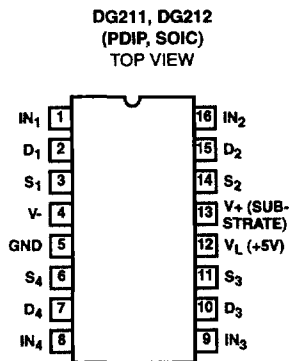 DG211, DG212
(PDIP, SOIC)
TOP VIEW
IN1 1
D1 2
S1 3
V- 4
GND 5
S4 6
D4 7
IN4 8
16 IN2
15 D2
14 S2
13 V+ (SUB-
STRATE)
12 VL (+5V)
11 S3
10 D3
9 IN3